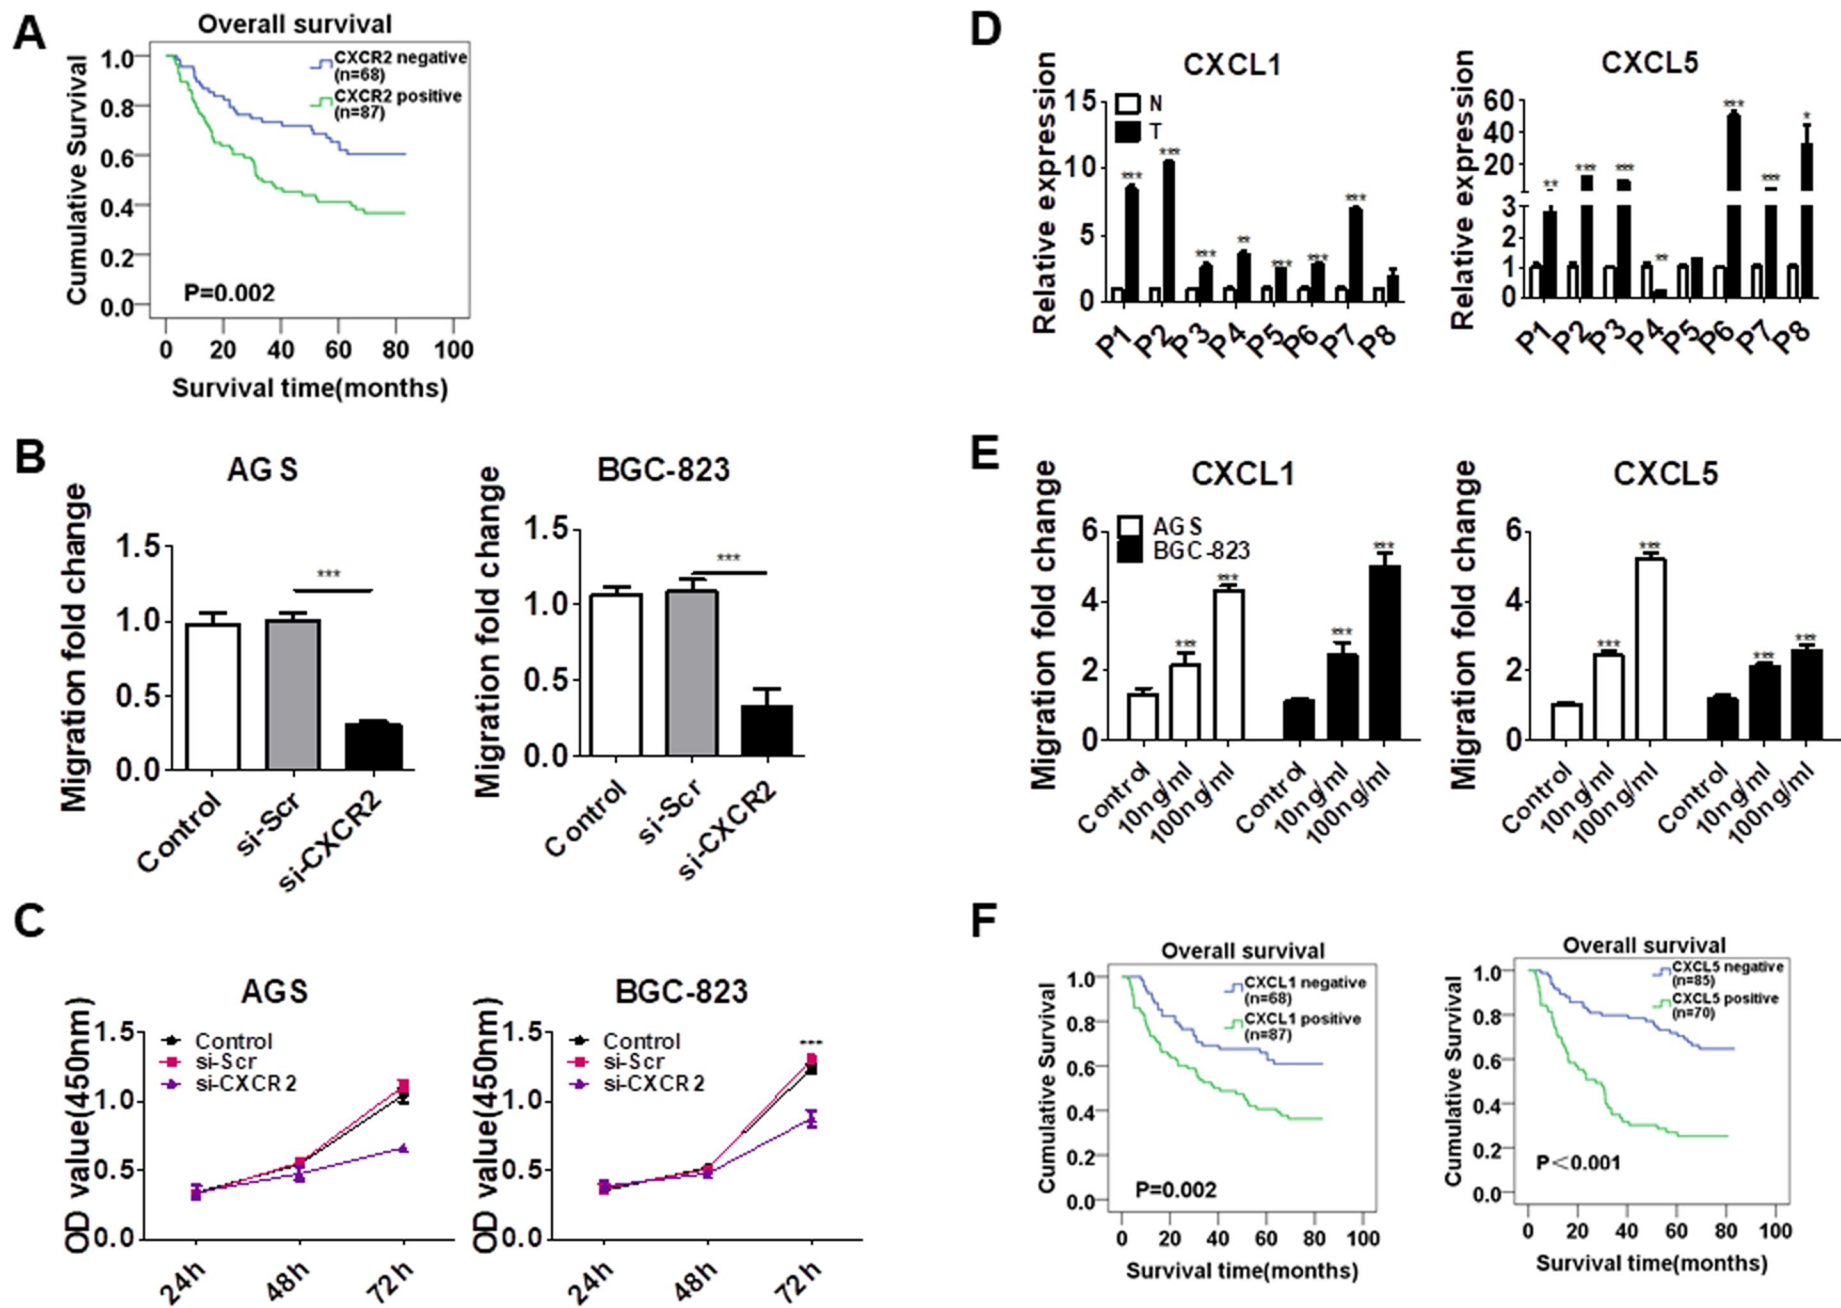 A
Overall survival
CXCR2 negative
(n=68)
CXCR2 positive
(n=87)
Cumulative Survival
1.0
0.8
0.6
0.4
0.2
0.0
P=0.002
0 20 40 60 80 100
Survival time(months)
D
CXCL1
N
T
Relative expression
15
10
5
0
***
***
***
**
***
***
***
P1 P2 P3 P4 P5 P6 P7 P8
CXCL5
Relative expression
60
40
20
3
2
1
0
**
***
***
**
***
***
*
P1 P2 P3 P4 P5 P6 P7 P8
B
AGS
Migration fold change
1.5
1.0
0.5
0.0
***
Control si-Scr si-CXCR2
BGC-823
Migration fold change
1.5
1.0
0.5
0.0
***
Control si-Scr si-CXCR2
E
CXCL1
AGS
BGC-823
Migration fold change
6
4
2
0
***
***
***
***
Control 10ng/ml 100ng/ml Control 10ng/ml 100ng/ml
CXCL5
Migration fold change
6
4
2
0
***
***
***
***
Control 10ng/ml 100ng/ml Control 10ng/ml 100ng/ml
C
AGS
OD value(450nm)
1.5
1.0
0.5
0.0
Control
si-Scr
si-CXCR2
24h 48h 72h
BGC-823
OD value(450nm)
1.5
1.0
0.5
0.0
Control
si-Scr
si-CXCR2
***
24h 48h 72h
F
Overall survival
CXCL1 negative
(n=68)
CXCL1 positive
(n=87)
Cumulative Survival
1.0
0.8
0.6
0.4
0.2
0.0
P=0.002
0 20 40 60 80 100
Survival time(months)
Overall survival
CXCL5 negative
(n=85)
CXCL5 positive
(n=70)
Cumulative Survival
1.0
0.8
0.6
0.4
0.2
0.0
P<0.001
0 20 40 60 80 100
Survival time(months)